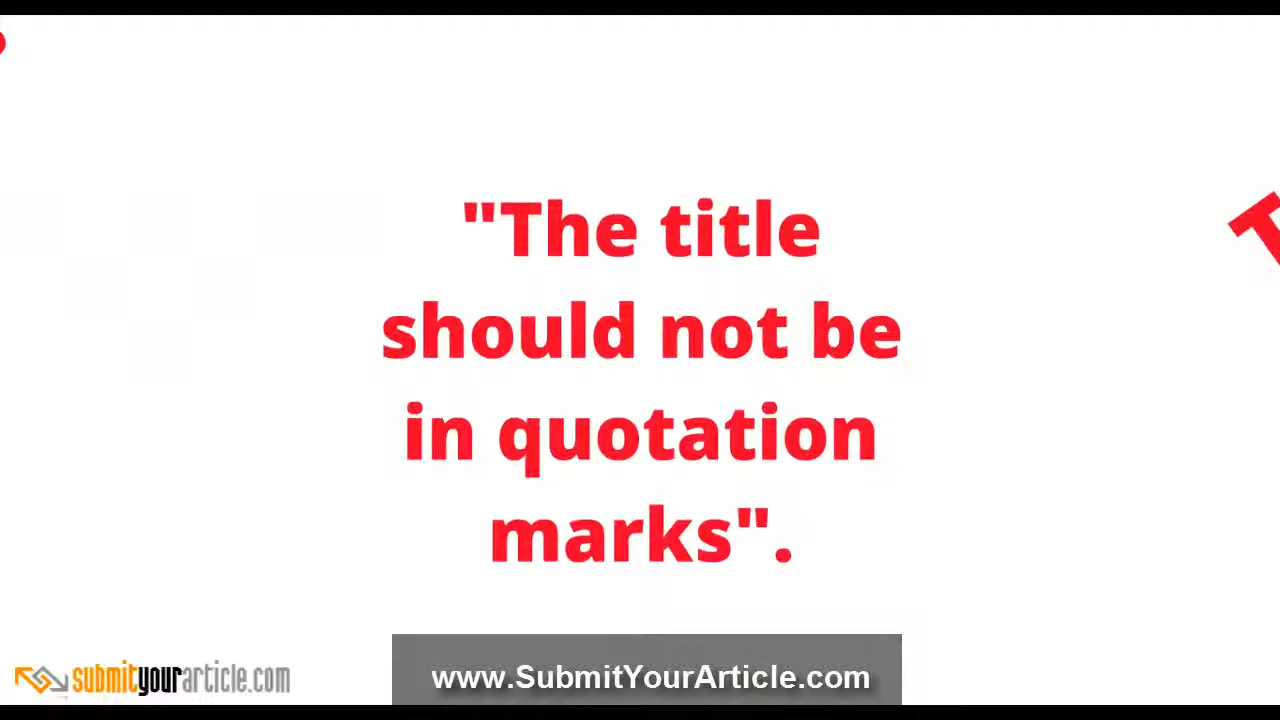 "The title
should not be
in quotation
marks".
T
submityourarticle.com
www.SubmitYourArticle.com